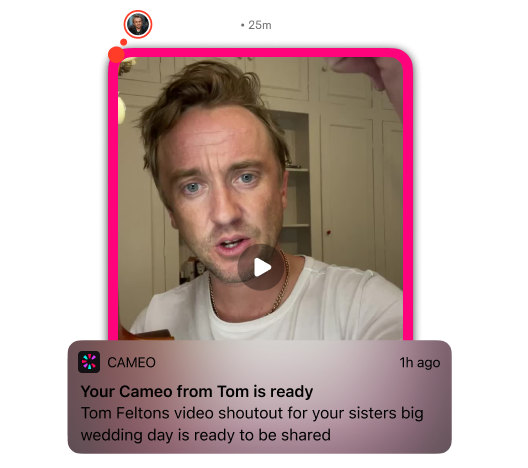 • 25m
CAMEO
1h ago
Your Cameo from Tom is ready
Tom Feltons video shoutout for your sisters big
wedding day is ready to be shared